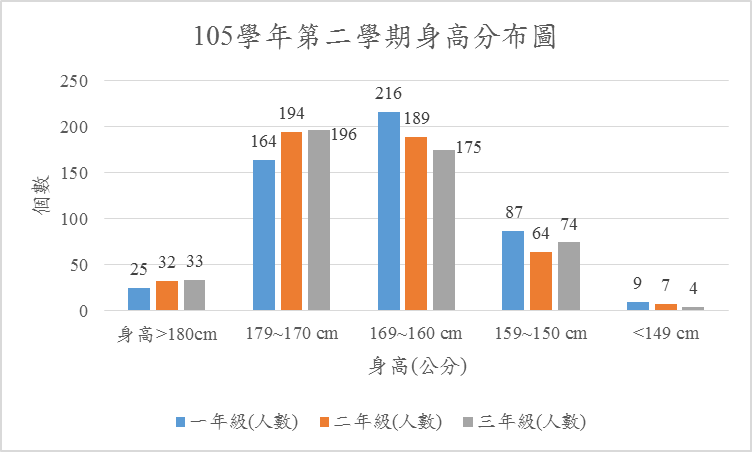 105學年第二學期身高分布圖
個數
250
200
150
100
50
0
25 32 33
164 194 196
216 189 175
87 64 74
9 7 4
身高>180cm 179~170 cm 169~160 cm 159~150 cm <149 cm
身高(公分)
一年級(人數) 二年級(人數) 三年級(人數)